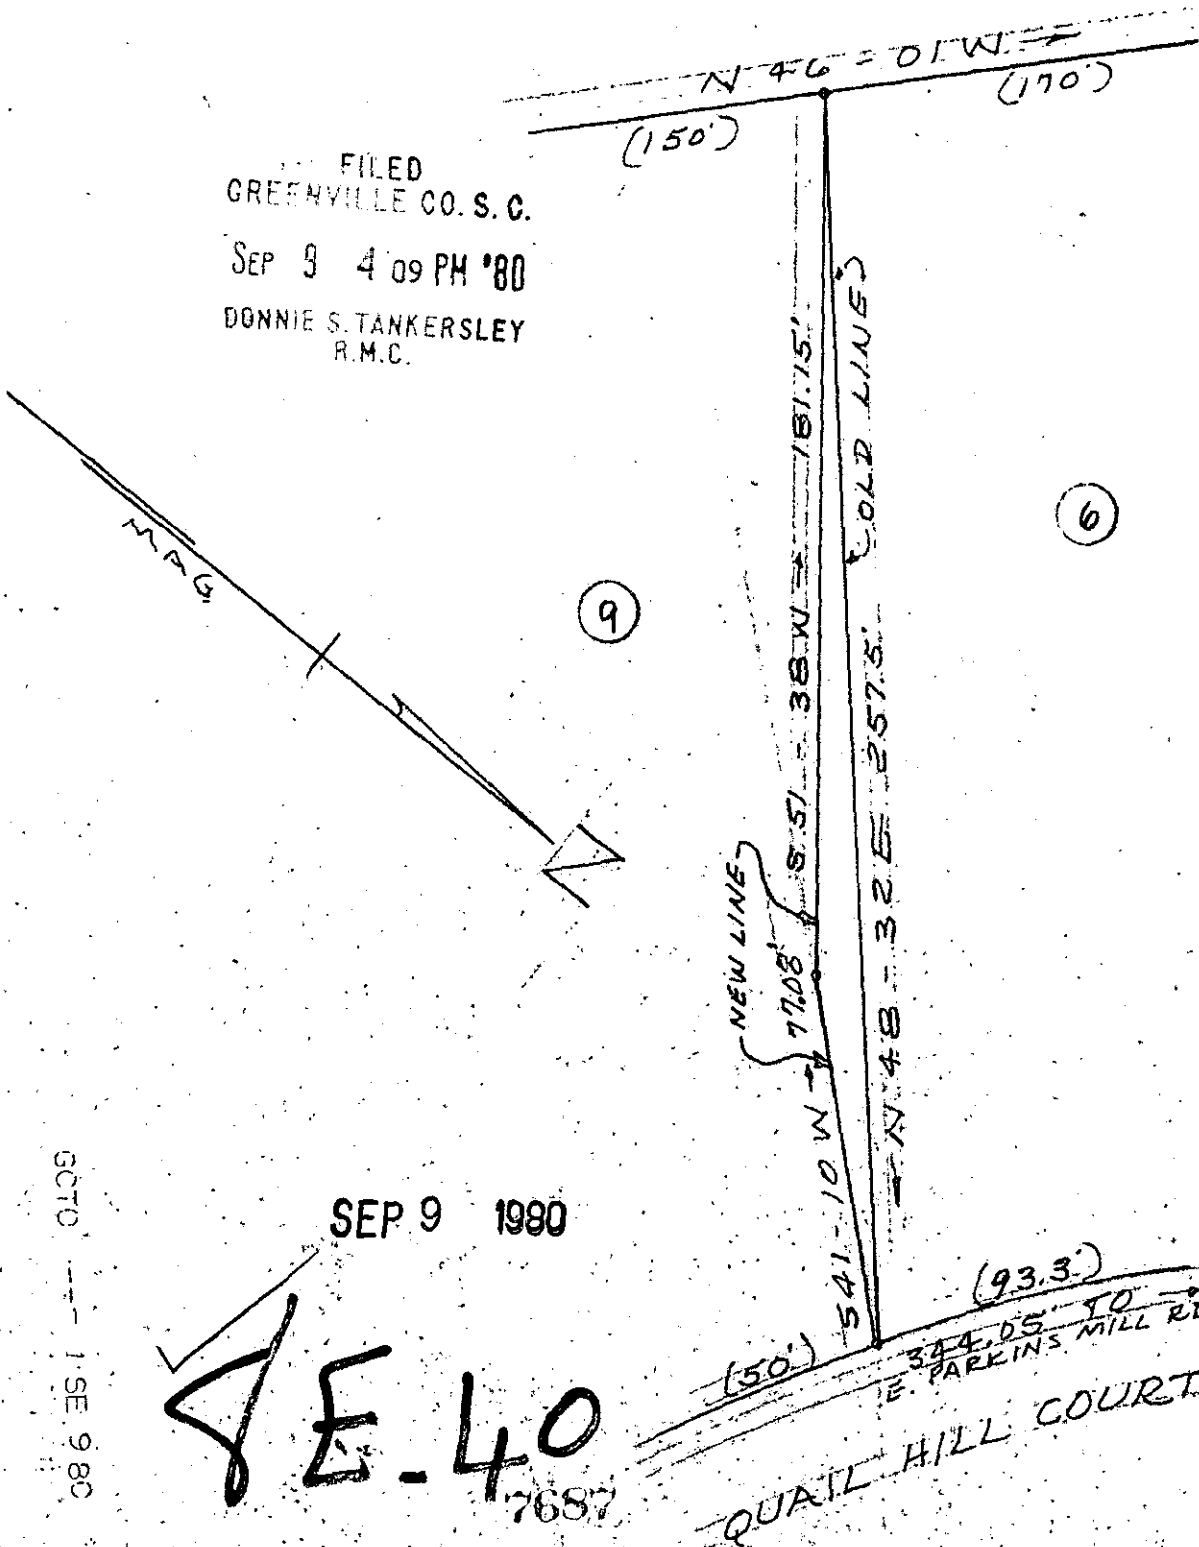 N 46 - 01 W
(150')
(170')
FILED
GREENVILLE CO. S. C.
SEP 9 4 09 PM '80
DONNIE S. TANKERSLEY
R.M.C.
MAG.
9
6
S 51 - 38 W 181.15'
OLD LINE
N 48 - 32 E 257.5'
NEW LINE
S 41 - 10 W 77.08'
(93.3')
(50')
344.05' TO
E. PARKINS MILL RD
QUAIL HILL COURT
SEP 9 1980
8E-40
7687
GCTO --- 1 SE 9 80